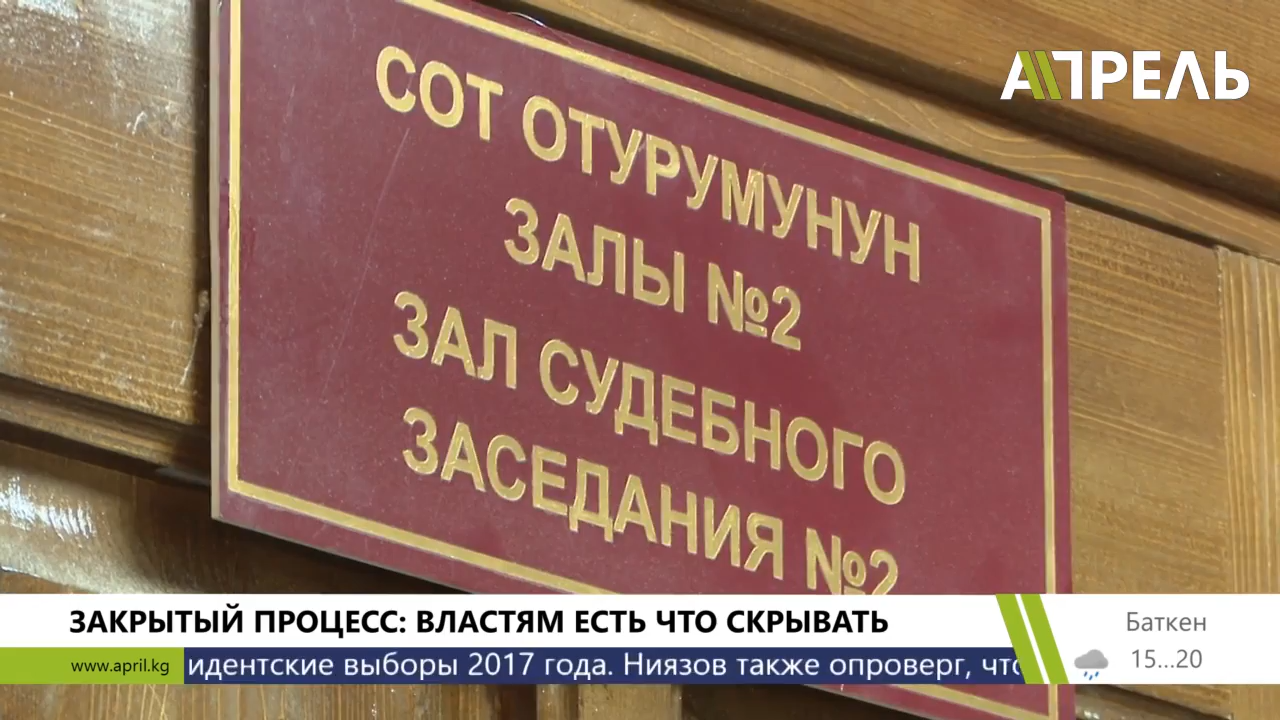 АПРЕЛЬ
СОТ ОТУРУМУНУН
ЗАЛЫ №2
ЗАЛ СУДЕБНОГО
ЗАСЕДАНИЯ №2
ЗАКРЫТЫЙ ПРОЦЕСС: ВЛАСТЯМ ЕСТЬ ЧТО СКРЫВАТЬ
Баткен
www.april.kg идентские выборы 2017 года. Ниязов также опроверг, что
15...20